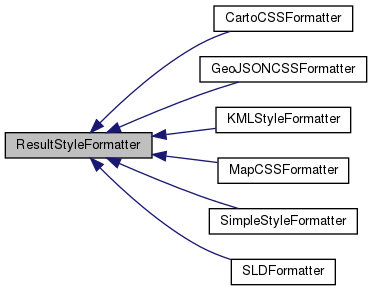 CartoCSSFormatter
GeoJSONCSSFormatter
KMLStyleFormatter
ResultStyleFormatter
MapCSSFormatter
SimpleStyleFormatter
SLDFormatter